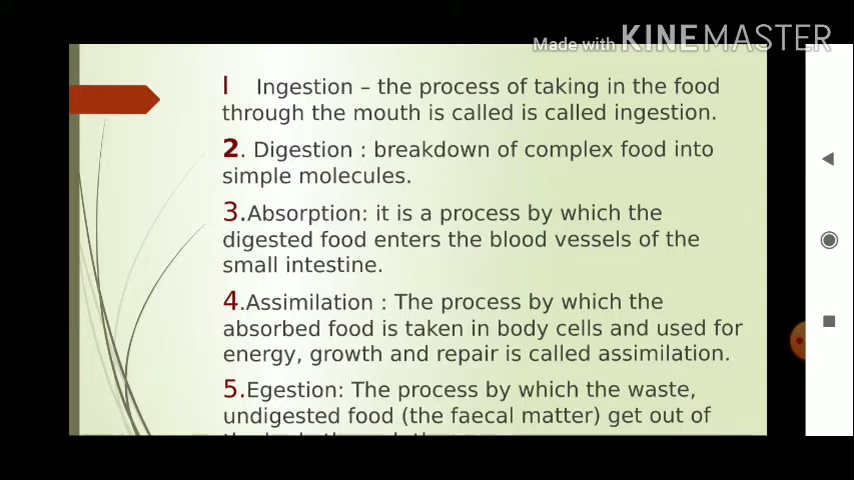 Made with KINEMASTER
I Ingestion – the process of taking in the food
through the mouth is called is called ingestion.
2. Digestion : breakdown of complex food into
simple molecules.
3.Absorption: it is a process by which the
digested food enters the blood vessels of the
small intestine.
4.Assimilation : The process by which the
absorbed food is taken in body cells and used for
energy, growth and repair is called assimilation.
5.Egestion: The process by which the waste,
undigested food (the faecal matter) get out of